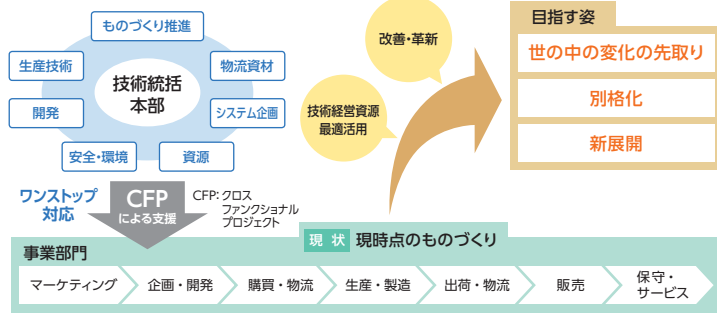 ものづくり推進
生産技術
物流資材
技術統括
本部
開発
システム企画
安全・環境
資源
ワンストップ
対応
CFP
による支援
CFP：クロス
ファンクショナル
プロジェクト
改善・革新
技術経営資源
最適活用
目指す姿
世の中の変化の先取り
別格化
新展開
現状 現時点のものづくり
事業部門
マーケティング
企画・開発
購買・物流
生産・製造
出荷・物流
販売
保守・
サービス